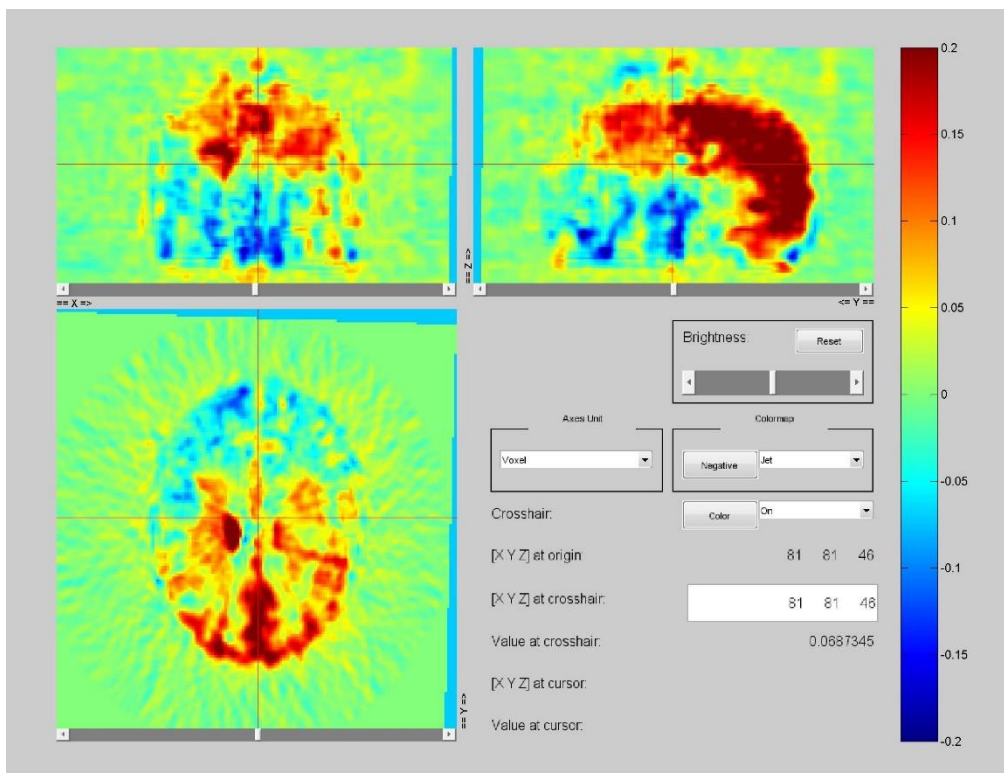 0.2
0.15
0.1
0.05
0
-0.05
-0.1
-0.15
-0.2
== Z =>
== X =>
<= Y ==
Brightness:
Reset
Axes Unit
Colormap
Voxel
Negative
Jet
Crosshair:
Color
On
[X Y Z] at origin:
81 81 46
[X Y Z] at crosshair:
81 81 46
Value at crosshair:
0.0687345
[X Y Z] at cursor:
Value at cursor:
== Y =>